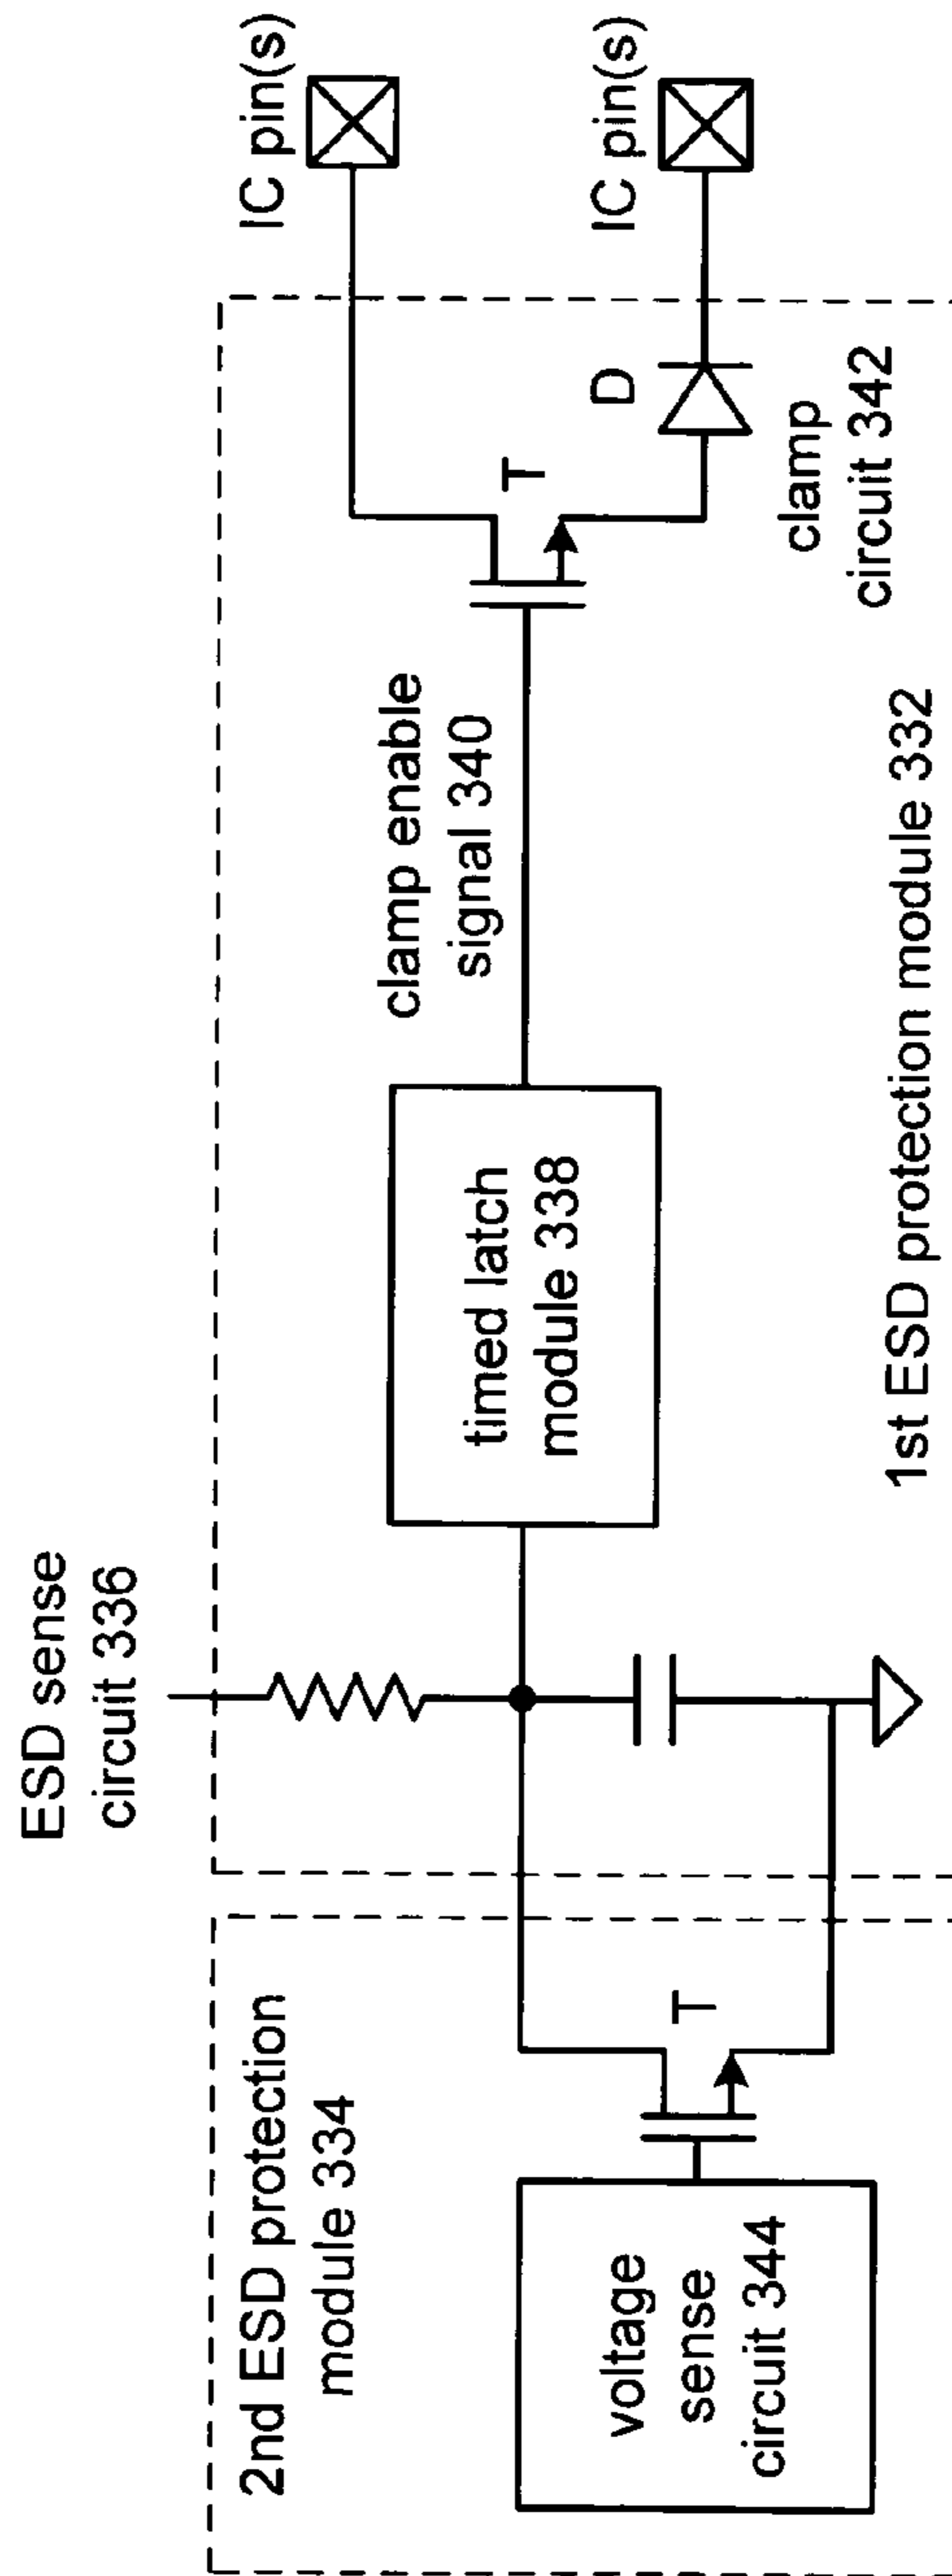 ESD sense
circuit 336
2nd ESD protection
module 334
voltage
sense
circuit 344
T
timed latch
module 338
clamp enable
signal 340
T
D
IC pin(s)
IC pin(s)
clamp
circuit 342
1st ESD protection module 332